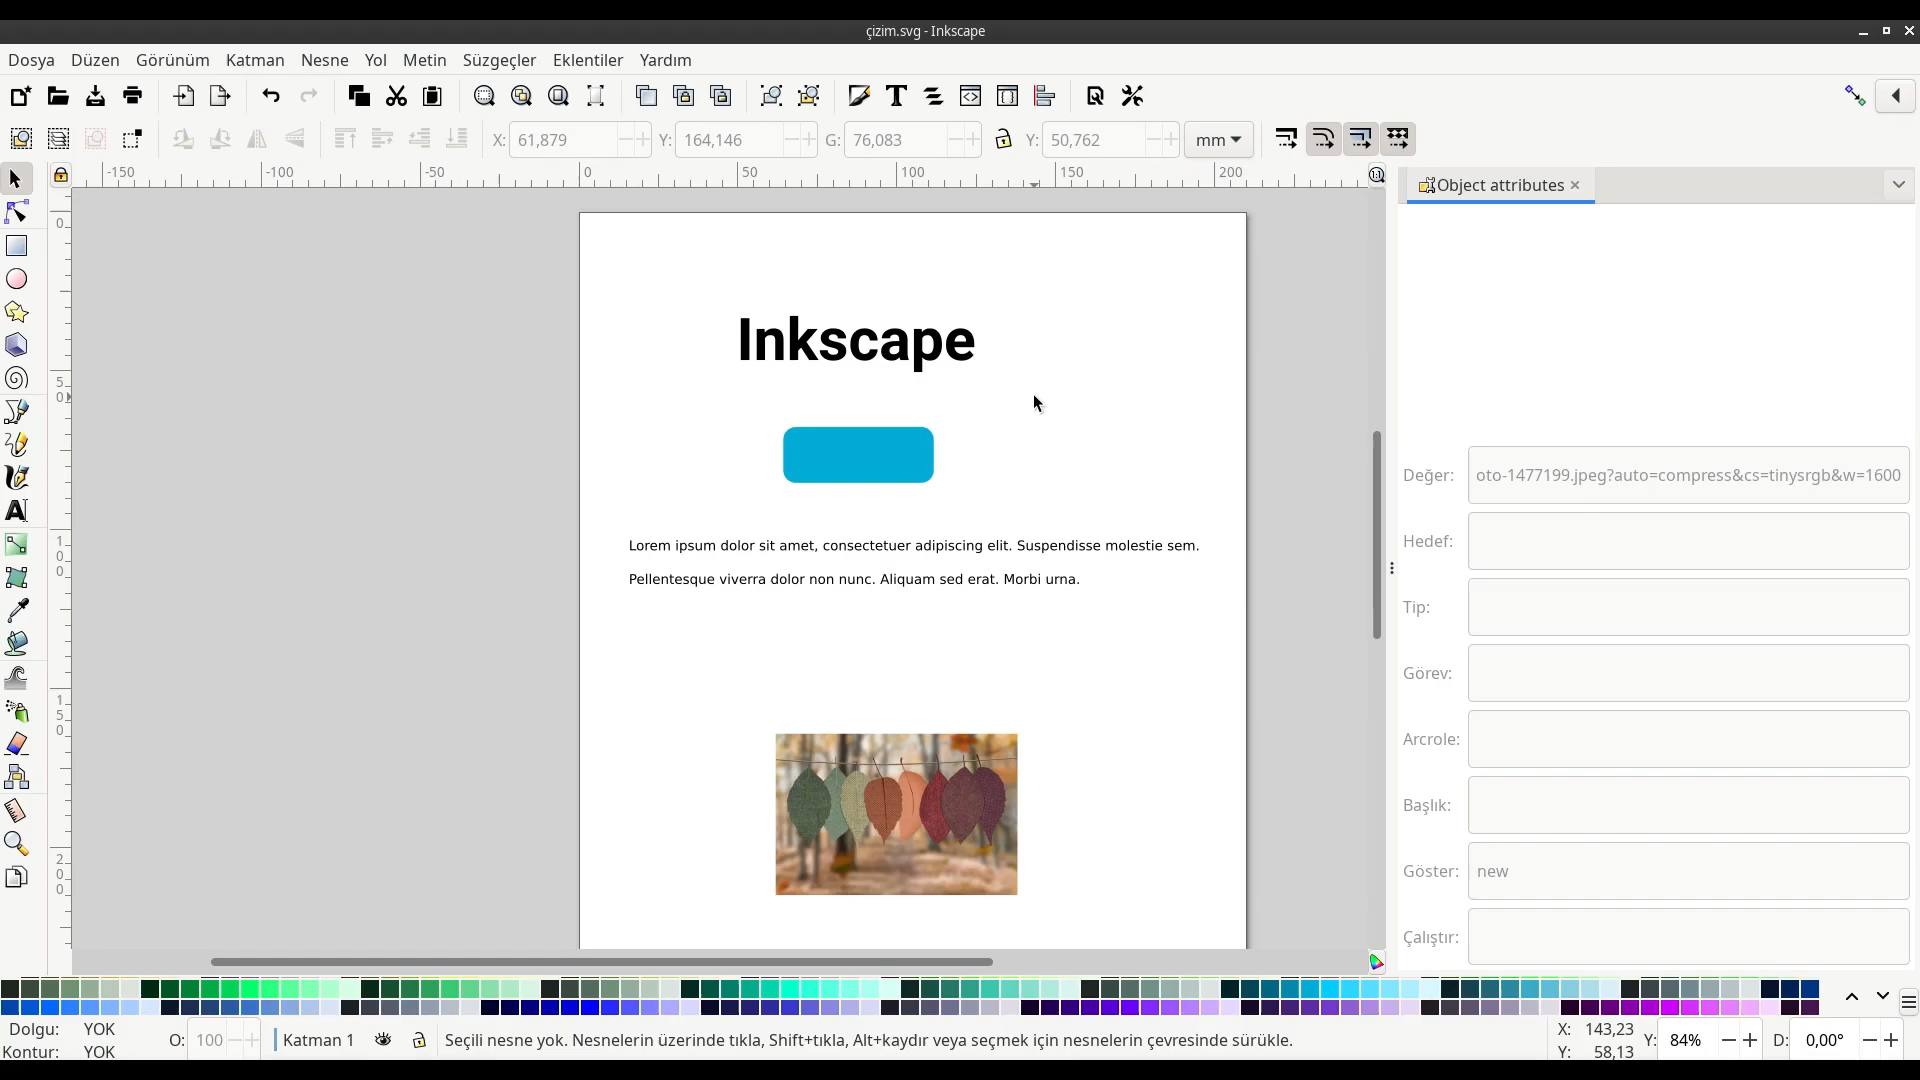 çizim.svg - Inkscape
Dosya Düzen Görünüm Katman Nesne Yol Metin Süzgeçler Eklentiler Yardım
X: 61,879 Y: 164,146 G: 76,083 Y: 50,762 mm
-150 -100 -50 0 50 100 150 200
Object attributes
0
50
100
150
200
Inkscape
Lorem ipsum dolor sit amet, consectetuer adipiscing elit. Suspendisse molestie sem.
Pellentesque viverra dolor non nunc. Aliquam sed erat. Morbi urna.
Değer: oto-1477199.jpeg?auto=compress&cs=tinysrgb&w=1600
Hedef:
Tip:
Görev:
Arcrole:
Başlık:
Göster: new
Çalıştır:
Dolgu: YOK
Kontur: YOK
O: 100
Katman 1
Seçili nesne yok. Nesnelerin üzerinde tıkla, Shift+tıkla, Alt+kaydır veya seçmek için nesnelerin çevresinde sürükle.
X: 143,23
Y: 58,13
Y: 84%
D: 0,00°